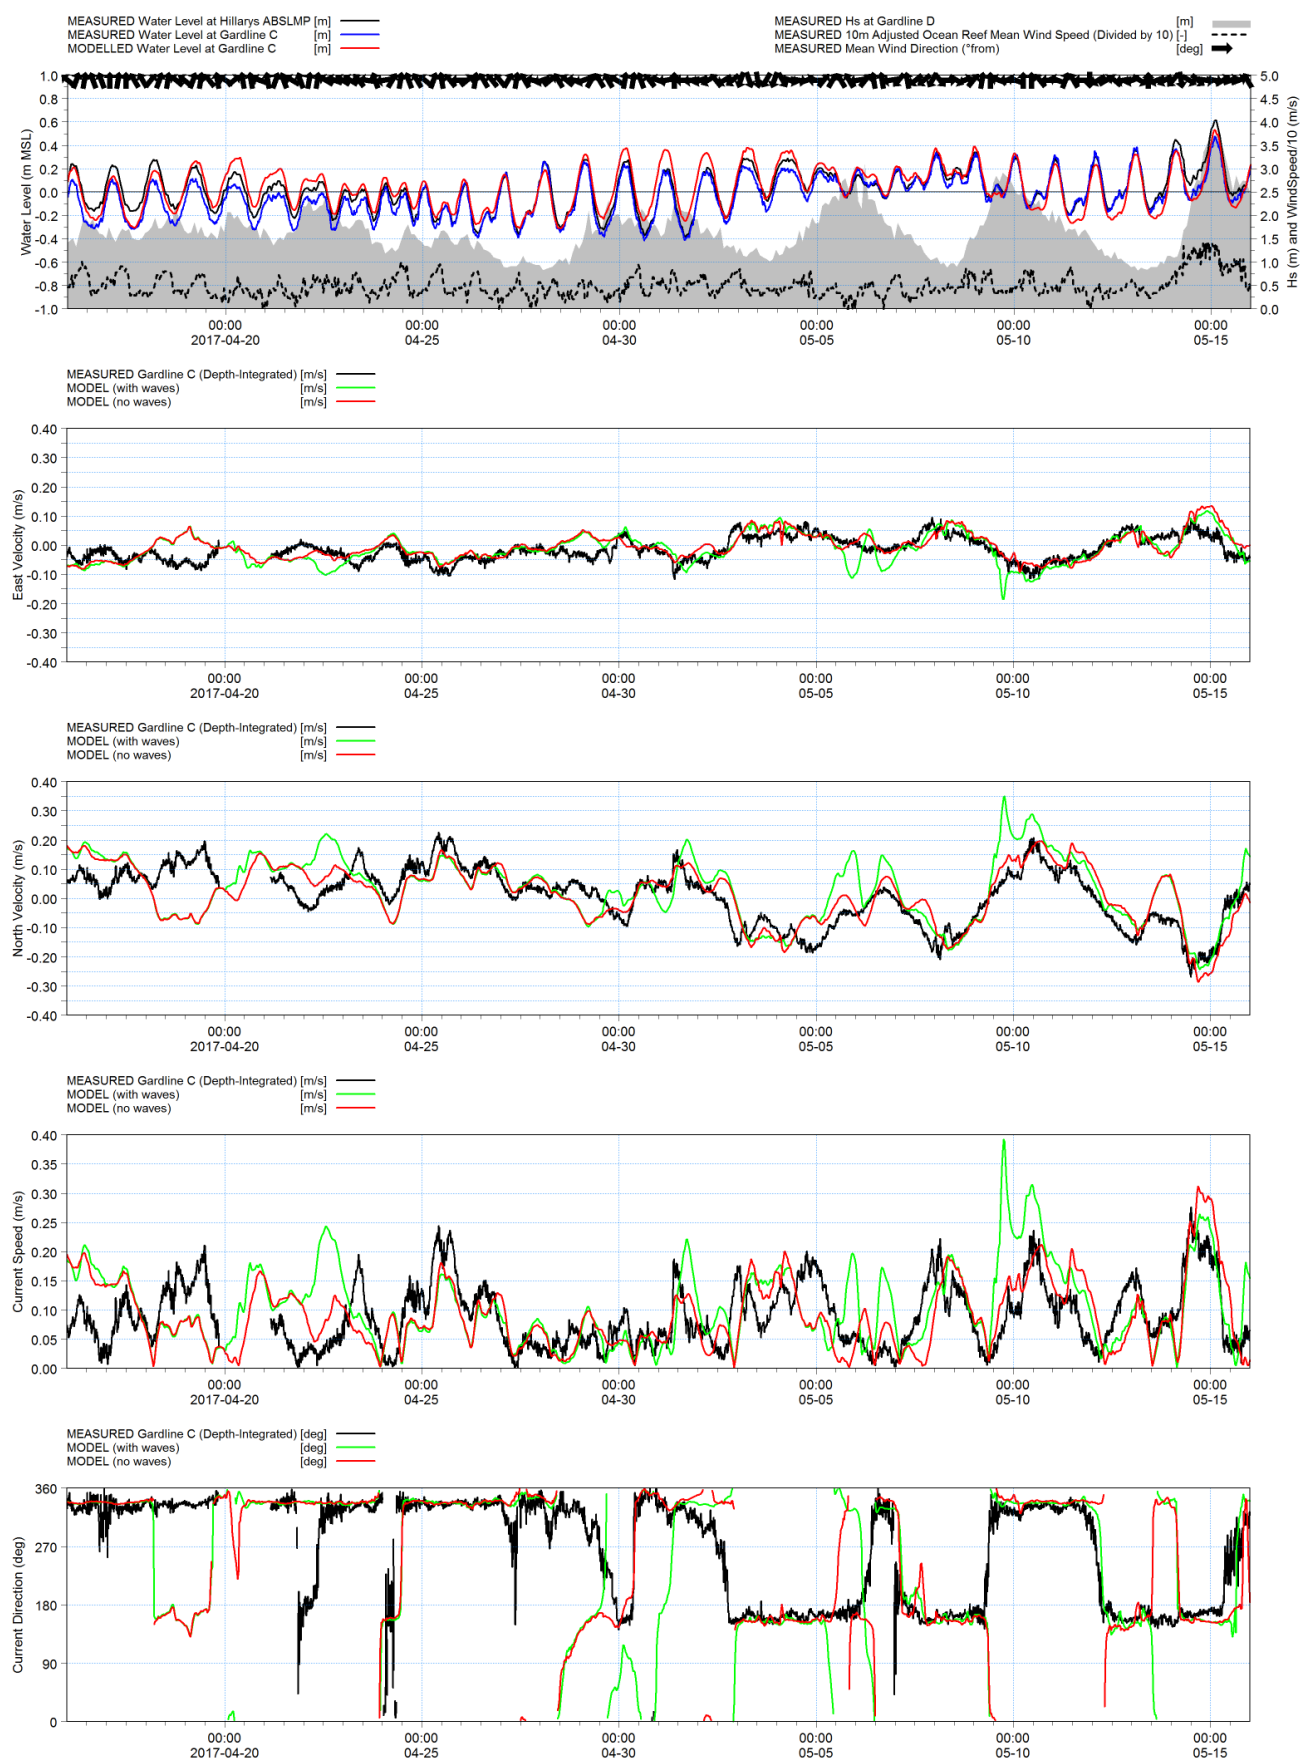 MEASURED Water Level at Hillarys ABSLMP [m]
MEASURED Water Level at Gardline C [m]
MODELLED Water Level at Gardline C [m]
MEASURED Hs at Gardline D [m]
MEASURED 10m Adjusted Ocean Reef Mean Wind Speed (Divided by 10) [-]
MEASURED Mean Wind Direction (°from) [deg]
Water Level (m MSL)
1.0
0.8
0.6
0.4
0.2
0.0
-0.2
-0.4
-0.6
-0.8
-1.0
5.0
4.5
4.0
3.5
3.0
2.5
2.0
1.5
1.0
0.5
0.0
Hs (m) and WindSpeed/10 (m/s)
00:00 00:00 00:00 00:00 00:00 00:00
2017-04-20 04-25 04-30 05-05 05-10 05-15
MEASURED Gardline C (Depth-Integrated) [m/s]
MODEL (with waves) [m/s]
MODEL (no waves) [m/s]
East Velocity (m/s)
0.40
0.30
0.20
0.10
0.00
-0.10
-0.20
-0.30
-0.40
00:00 00:00 00:00 00:00 00:00 00:00
2017-04-20 04-25 04-30 05-05 05-10 05-15
MEASURED Gardline C (Depth-Integrated) [m/s]
MODEL (with waves) [m/s]
MODEL (no waves) [m/s]
North Velocity (m/s)
0.40
0.30
0.20
0.10
0.00
-0.10
-0.20
-0.30
-0.40
00:00 00:00 00:00 00:00 00:00 00:00
2017-04-20 04-25 04-30 05-05 05-10 05-15
MEASURED Gardline C (Depth-Integrated) [m/s]
MODEL (with waves) [m/s]
MODEL (no waves) [m/s]
Current Speed (m/s)
0.40
0.35
0.30
0.25
0.20
0.15
0.10
0.05
0.00
00:00 00:00 00:00 00:00 00:00 00:00
2017-04-20 04-25 04-30 05-05 05-10 05-15
MEASURED Gardline C (Depth-Integrated) [deg]
MODEL (with waves) [deg]
MODEL (no waves) [deg]
Current Direction (deg)
360
270
180
90
0
00:00 00:00 00:00 00:00 00:00 00:00
2017-04-20 04-25 04-30 05-05 05-10 05-15